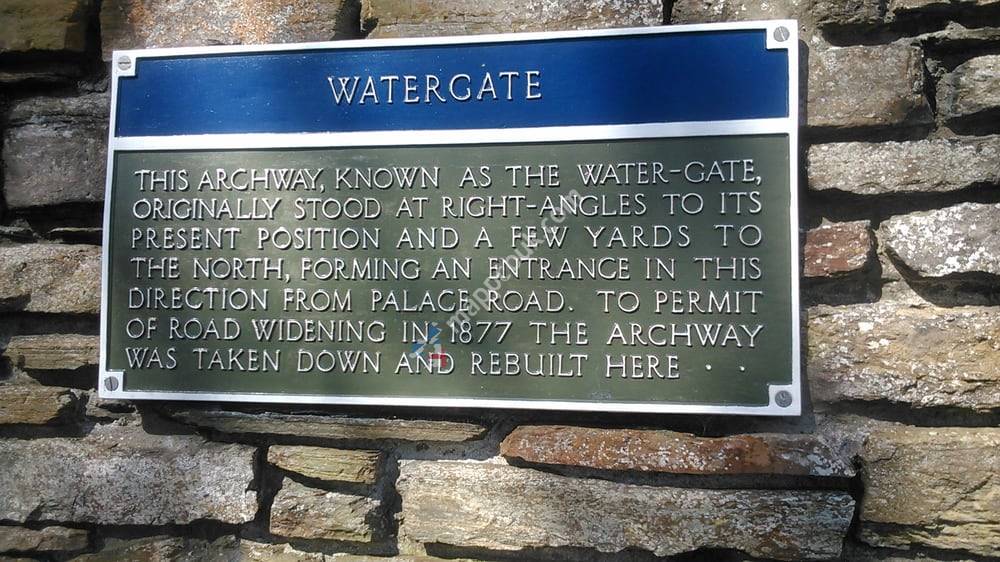 WATERGATE
THIS ARCHWAY, KNOWN AS THE WATER-GATE,
ORIGINALLY STOOD AT RIGHT-ANGLES TO ITS
PRESENT POSITION AND A FEW YARDS TO
THE NORTH, FORMING AN ENTRANCE IN THIS
DIRECTION FROM PALACE ROAD. TO PERMIT
OF ROAD WIDENING IN 1877 THE ARCHWAY
WAS TAKEN DOWN AND REBUILT HERE . .